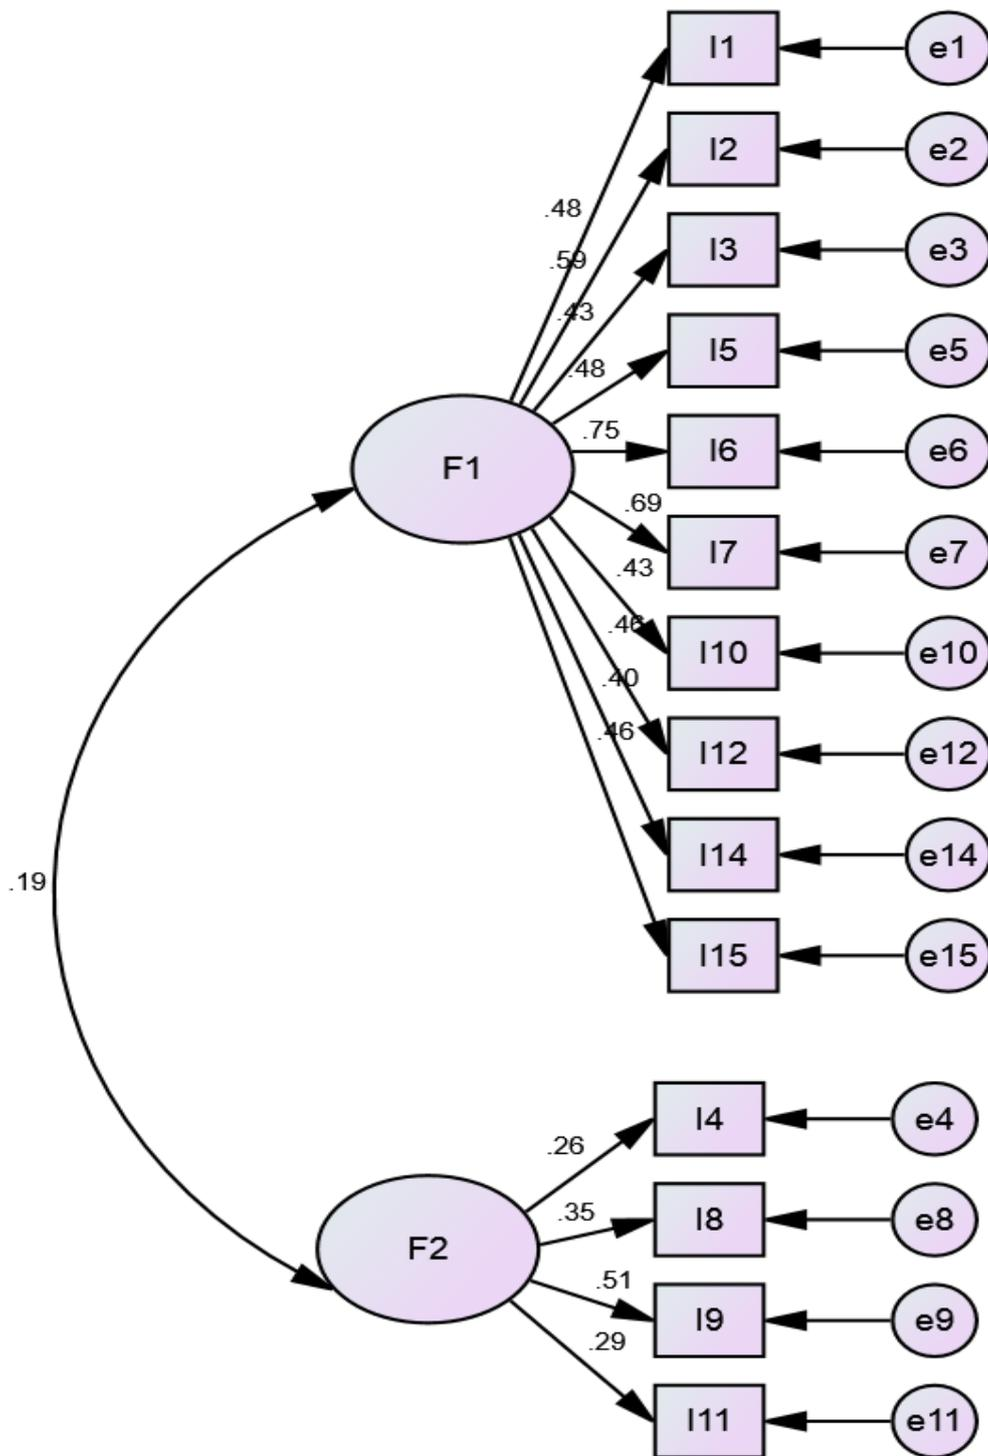 I1
e1
I2
e2
.48
I3
e3
.59
.43
I5
e5
.48
.75
I6
e6
F1
.69
I7
e7
.43
.46
I10
e10
.40
.46
I12
e12
I14
e14
.19
I15
e15
I4
e4
.26
.35
I8
e8
F2
.51
I9
e9
.29
I11
e11